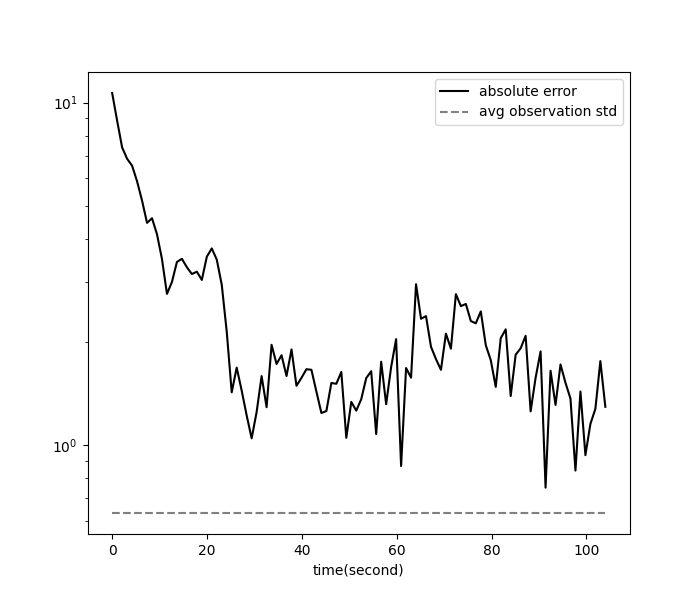 absolute error
avg observation std
10¹
10⁰
0 20 40 60 80 100
time(second)